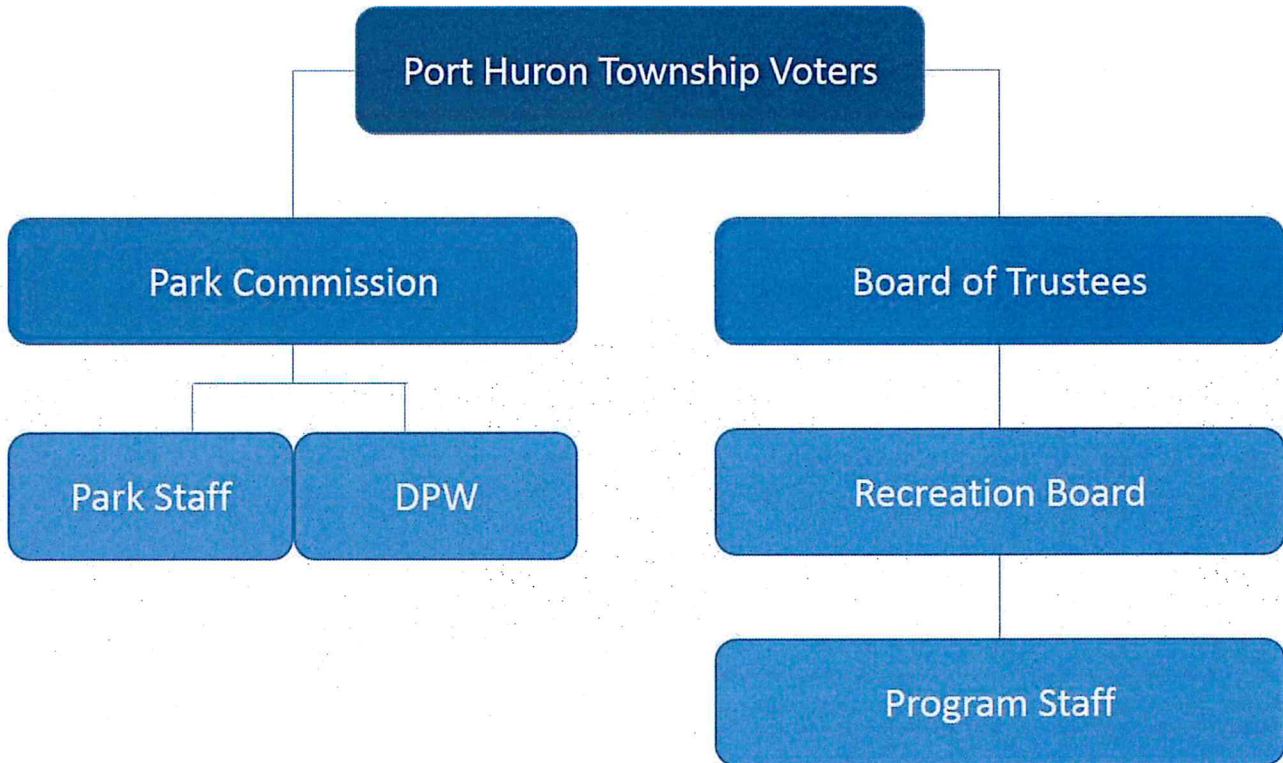 Port Huron Township Voters
Park Commission
Board of Trustees
Park Staff
DPW
Recreation Board
Program Staff